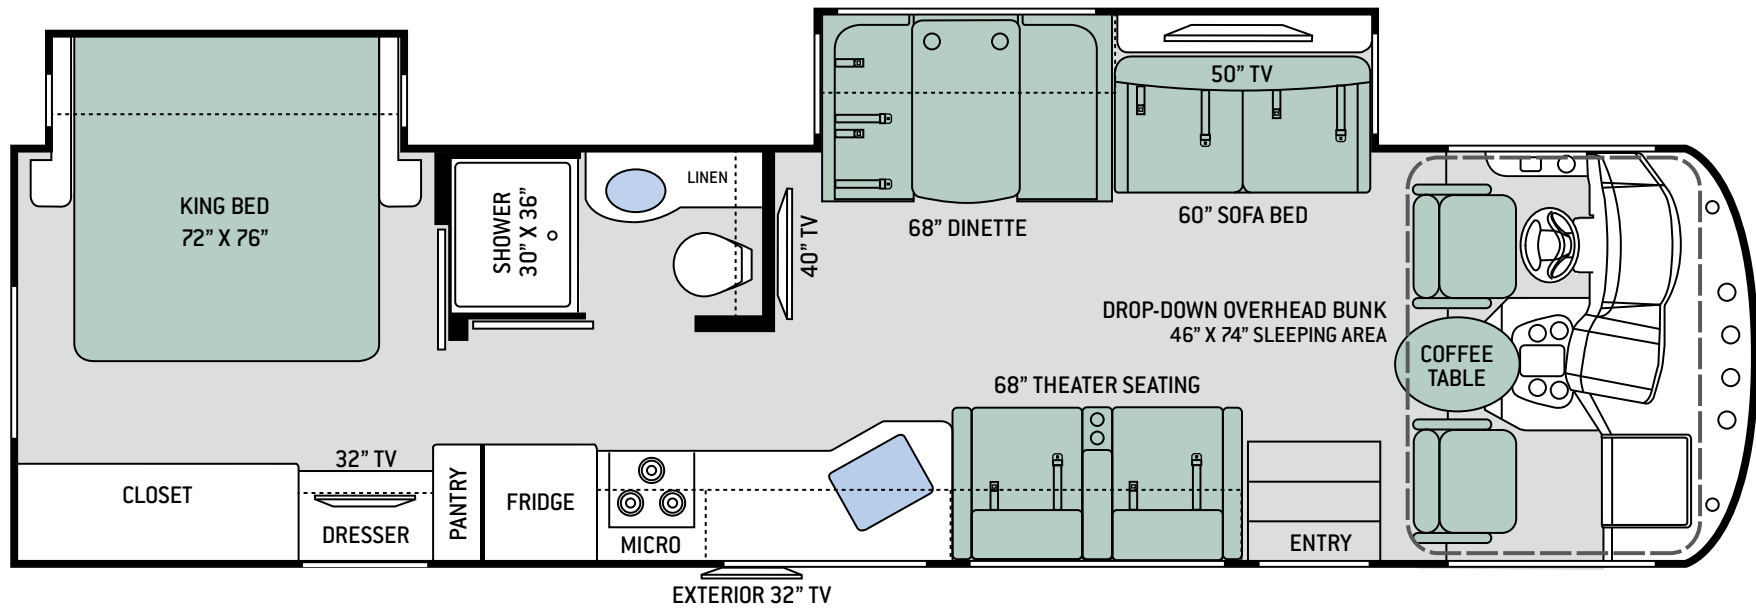 KING BED
72” X 76”
SHOWER
30” X 36”
LINEN
40” TV
68” DINETTE
50” TV
60” SOFA BED
DROP-DOWN OVERHEAD BUNK
46” X 74” SLEEPING AREA
COFFEE
TABLE
68” THEATER SEATING
CLOSET
32” TV
DRESSER
PANTRY
FRIDGE
MICRO
ENTRY
EXTERIOR 32” TV